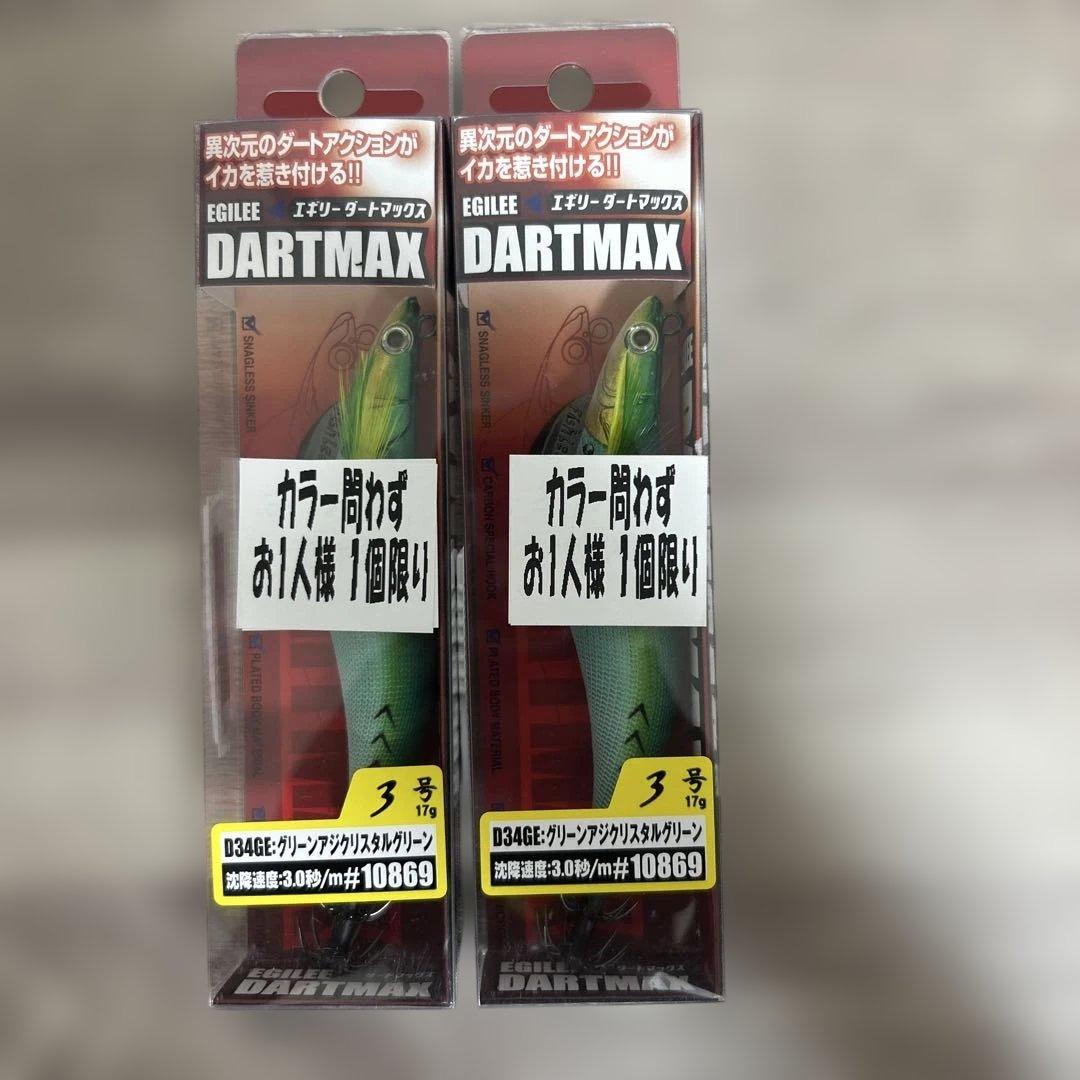 異次元のダートアクションが
イカを惹き付ける!!
EGILEE エギリー ダートマックス
DARTMAX
SNAGLESS SINKER
カラー問わず
お1人様 1個限り
PLATED BODY MATERIAL
3号
17g
D34GE:グリーンアジクリスタルグリーン
沈降速度:3.0秒/m #10869
EGILEE ダートマックス
DARTMAX
異次元のダートアクションが
イカを惹き付ける!!
EGILEE エギリー ダートマックス
DARTMAX
SNAGLESS SINKER
CARBON SPECIAL HOOK
カラー問わず
お1人様 1個限り
PLATED BODY MATERIAL
3号
17g
D34GE:グリーンアジクリスタルグリーン
沈降速度:3.0秒/m #10869
EGILEE ダートマックス
DARTMAX